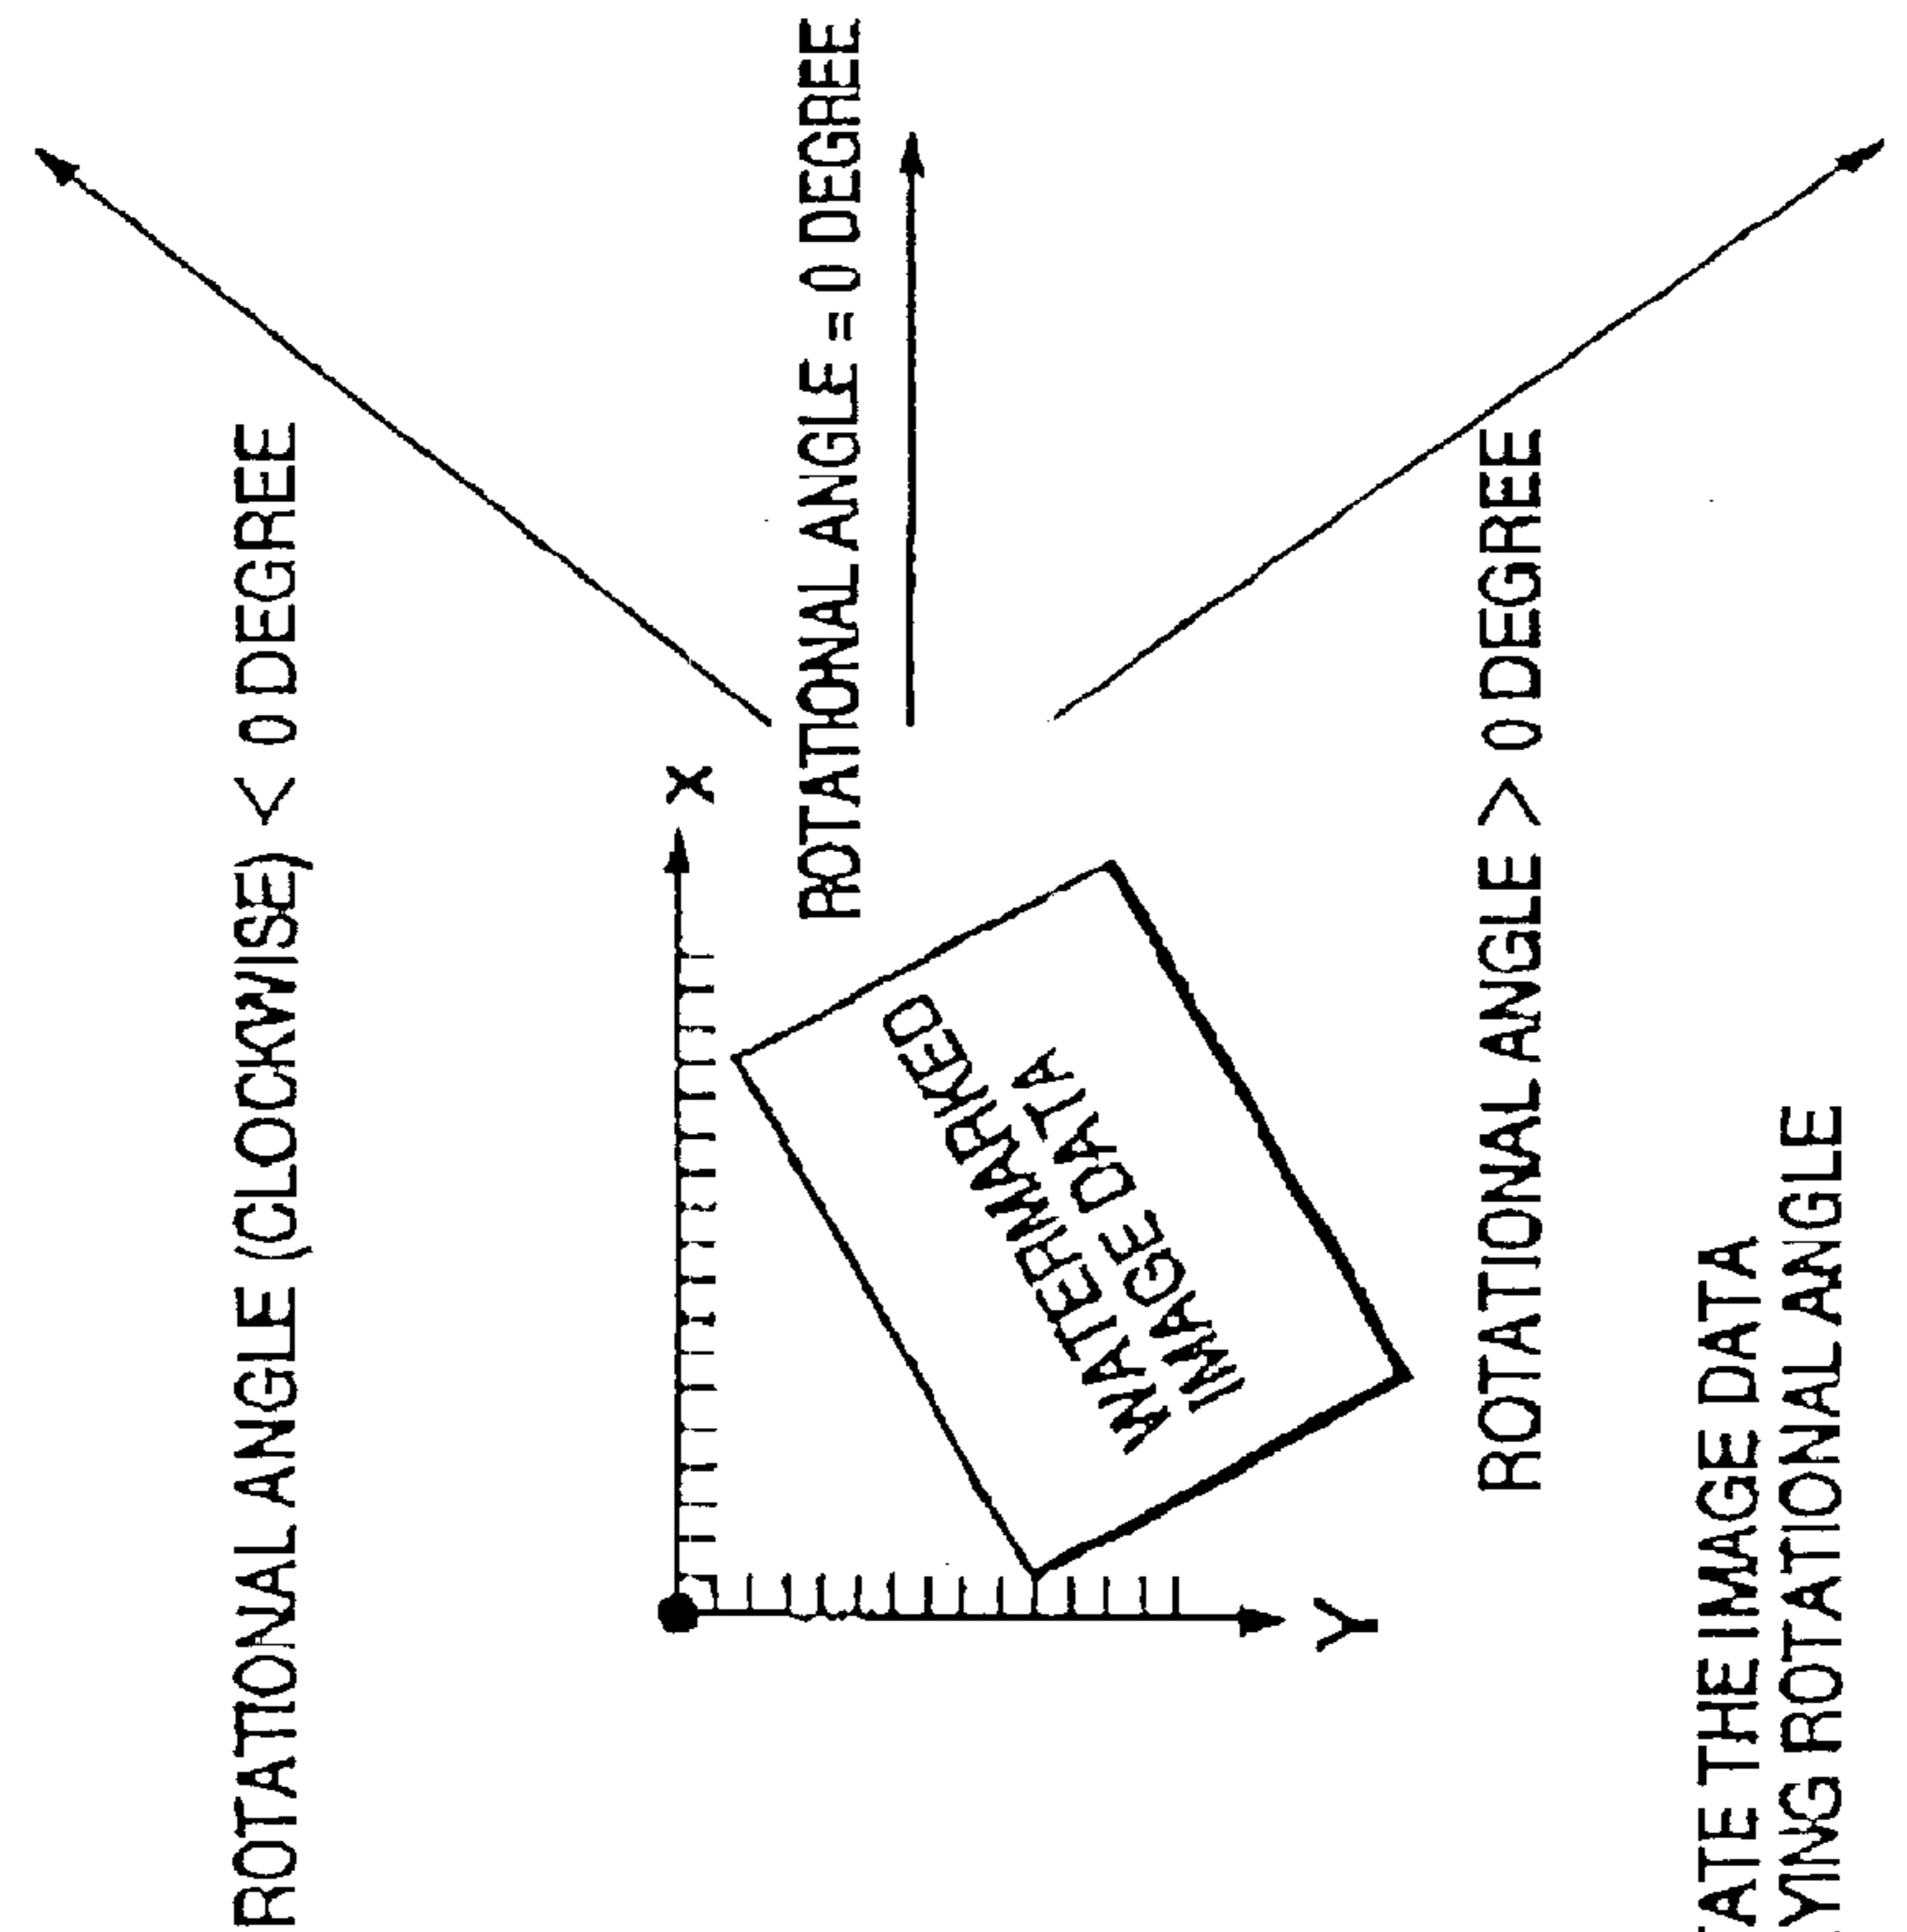 ROTATIONAL ANGLE (CLOCKWISE) < 0 DEGREE
X
ROTATIONAL ANGLE = 0 DEGREE
WATERMARKED
IMAGE DATA
Y
ROTATIONAL ANGLE > 0 DEGREE
ATE THE IMAGE DATA
YING ROTATIONAL ANGLE